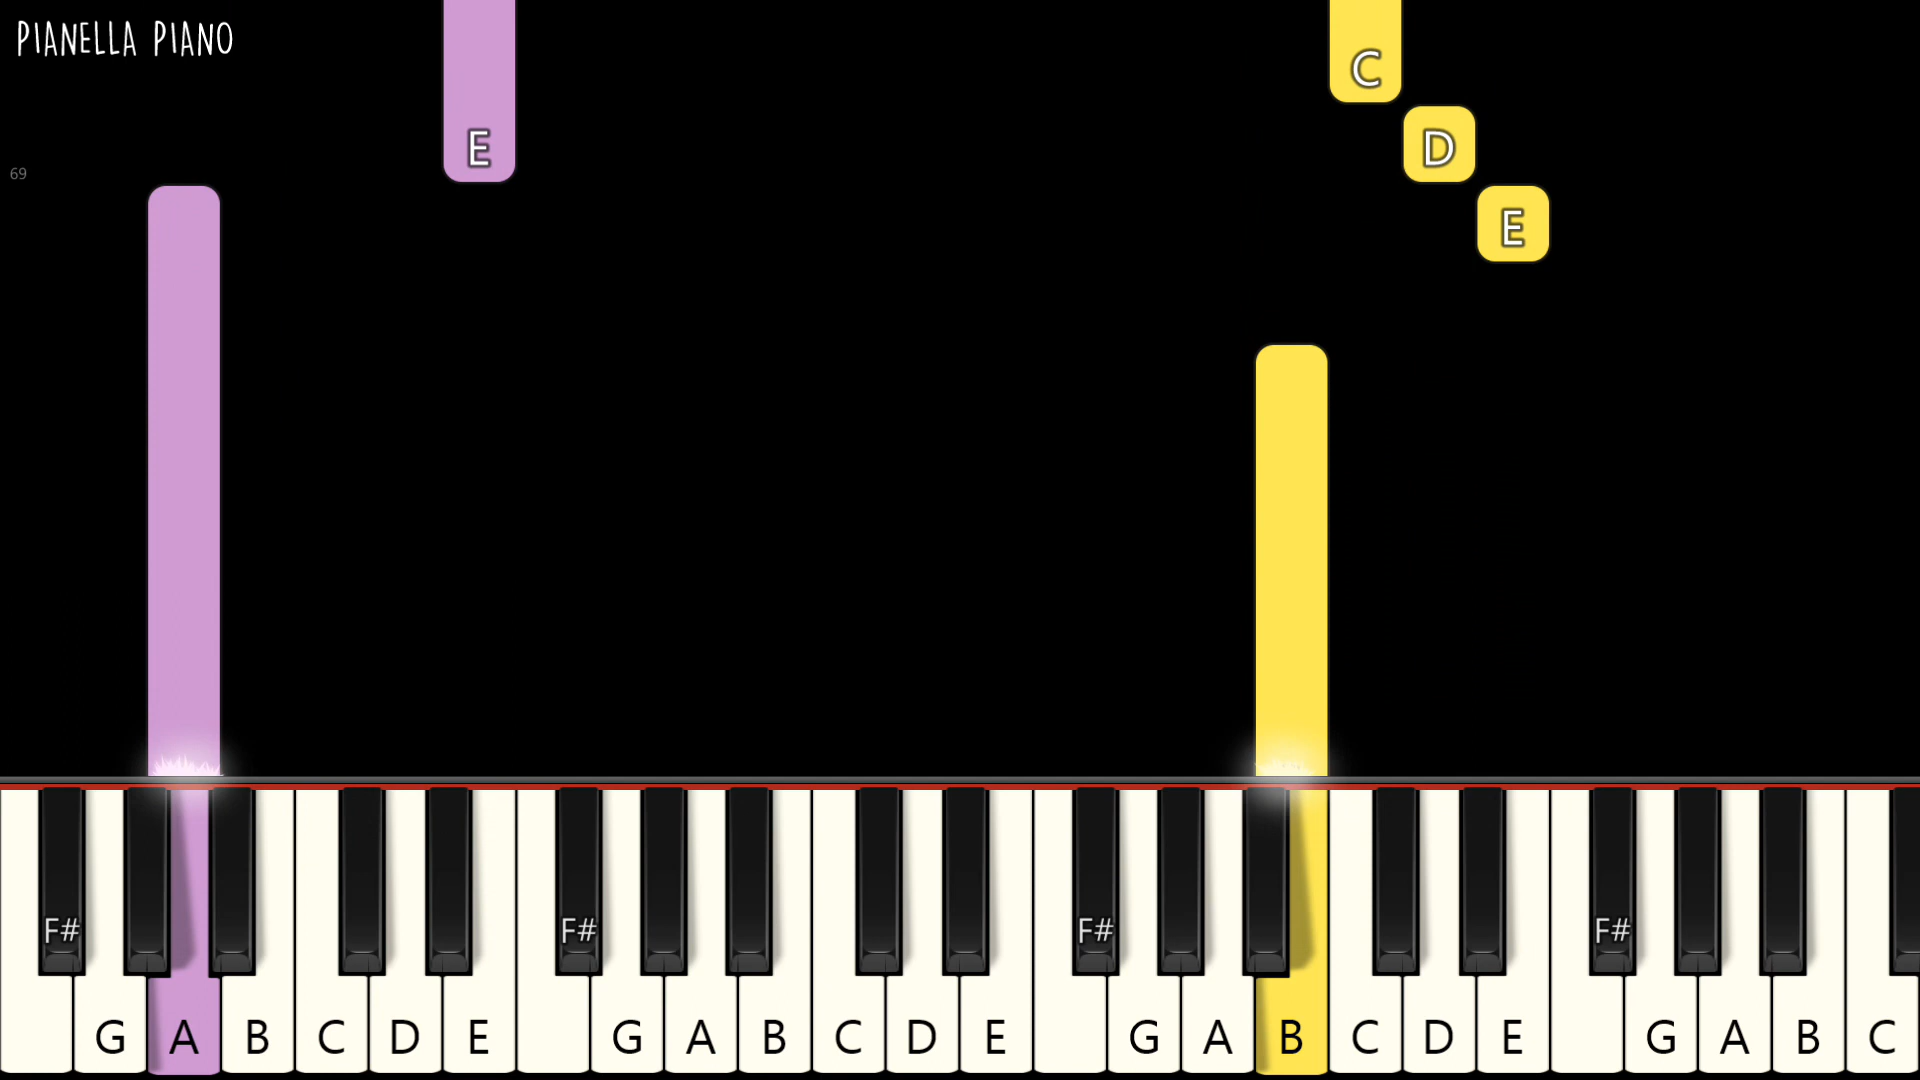 PIANELLA PIANO
C
E D
69
E
F# F# F# F#
G A B C D E G A B C D E G A B C D E G A B C